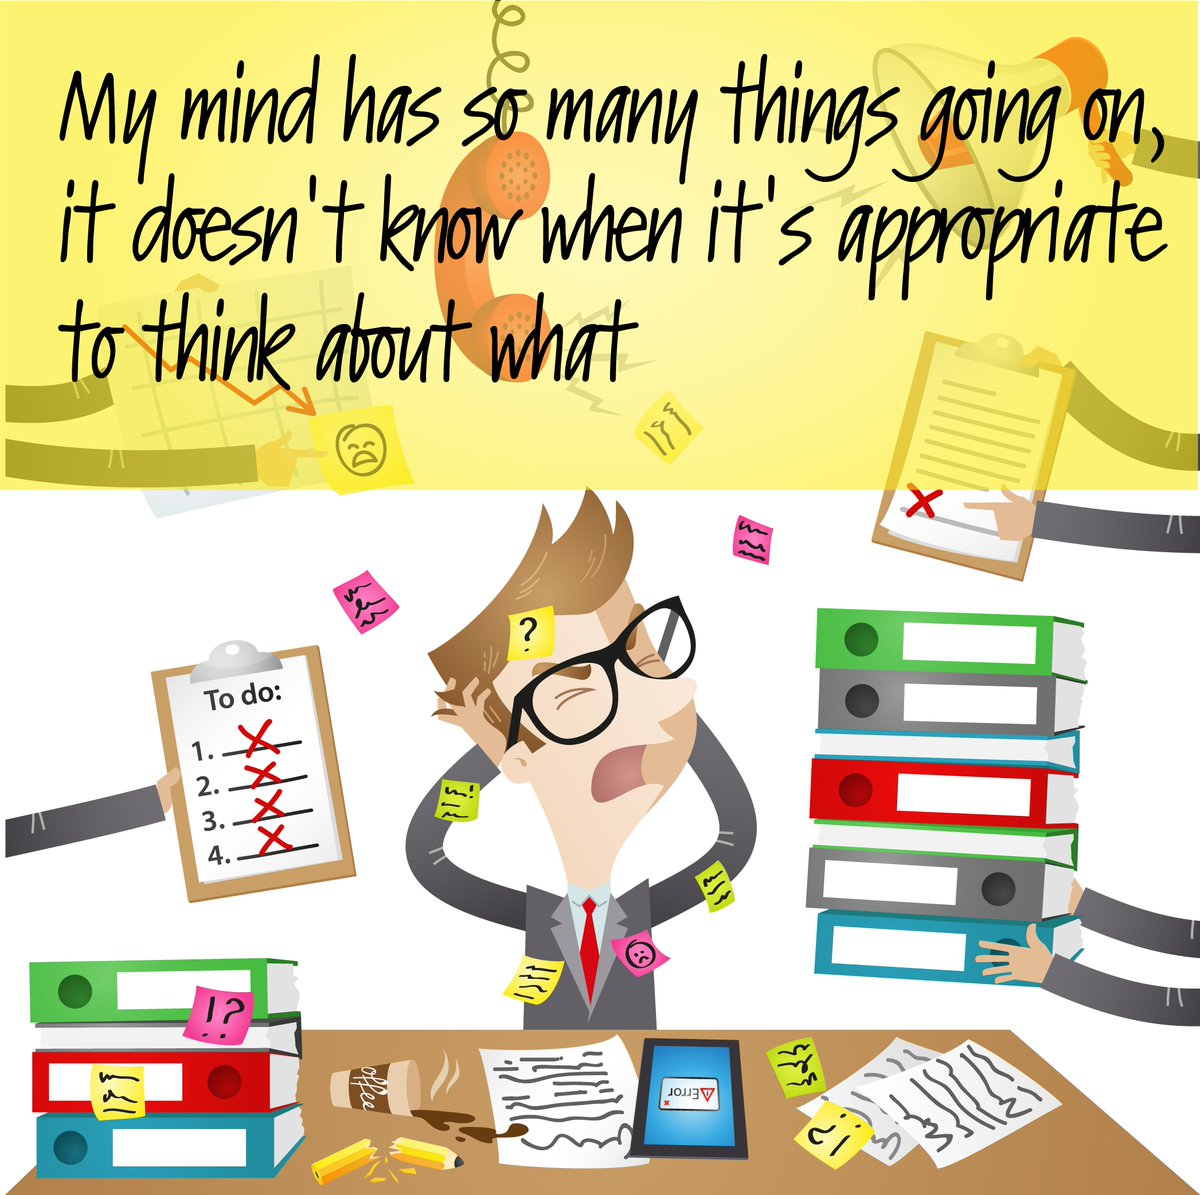 My mind has so many things going on,
it doesn't know when it's appropriate
to think about what
?
To do:
1.
2.
3.
4.
!?
Coffee
Error
?!